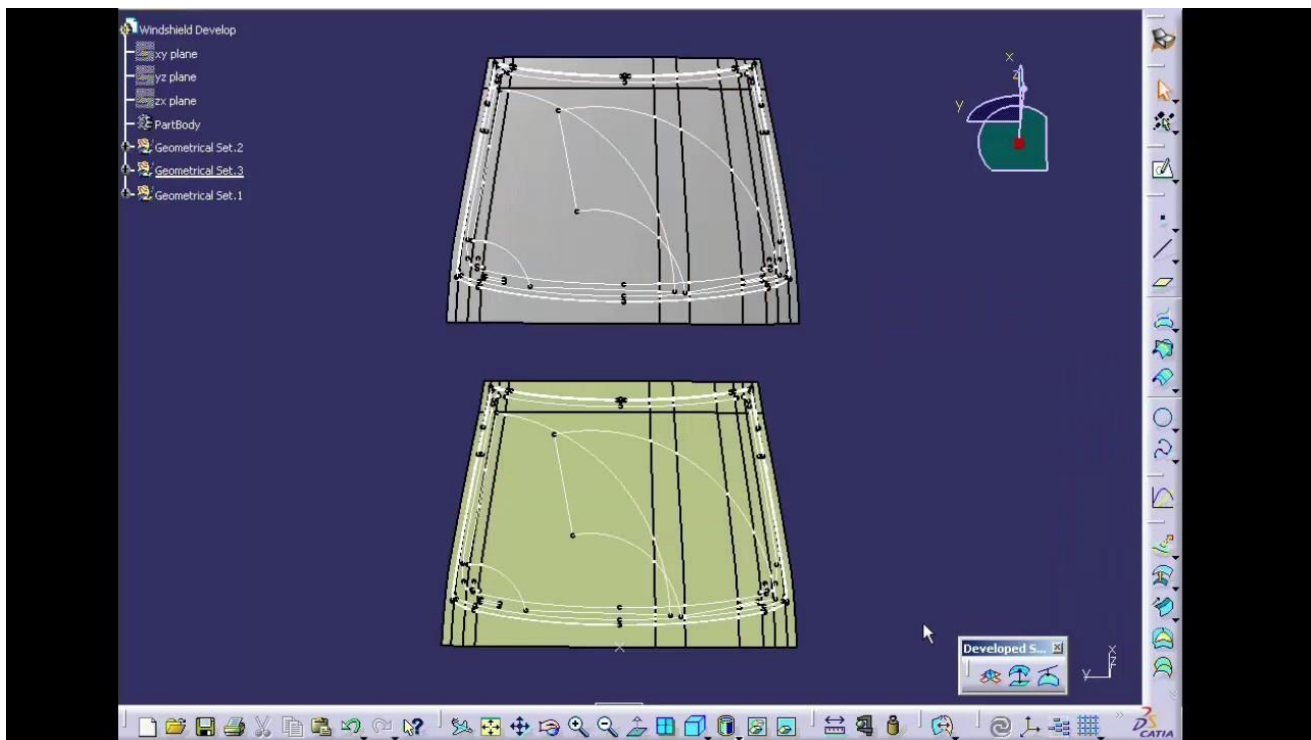 Windshield Develop
xy plane
yz plane
zx plane
PartBody
Geometrical Set.2
Geometrical Set.3
Geometrical Set.1
x
z
y
Developed S...
x
z
y
CATIA